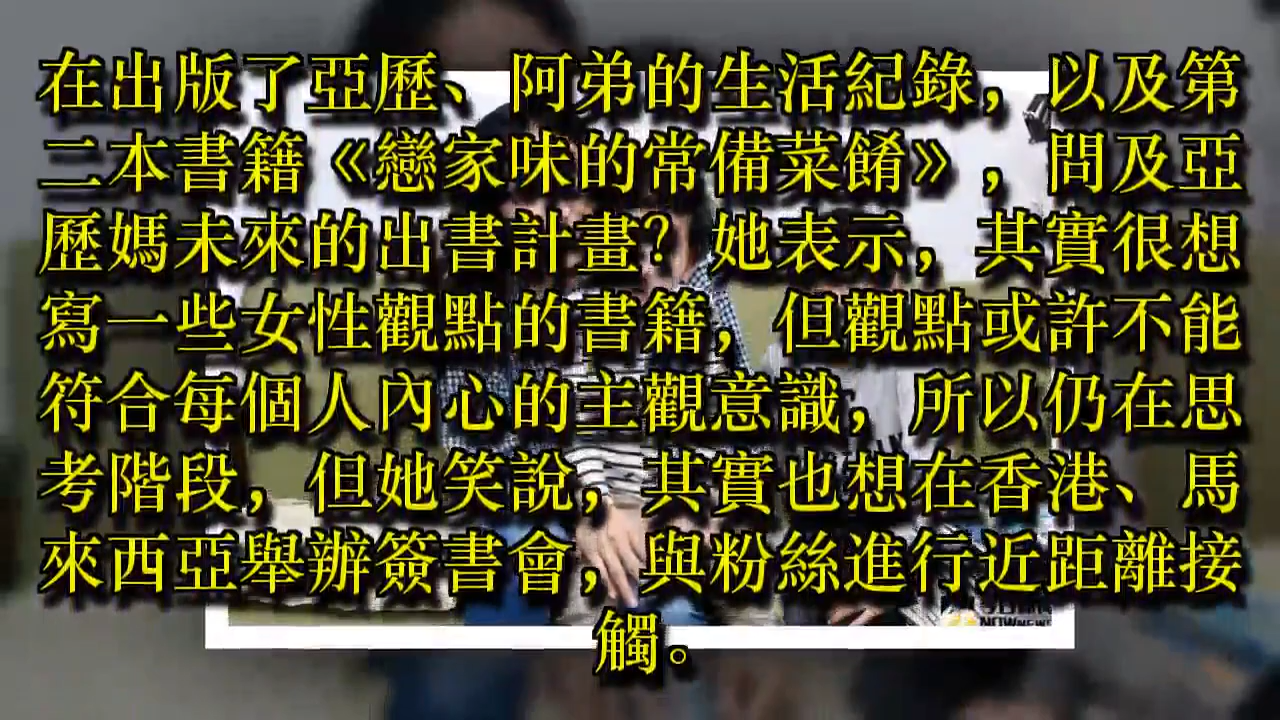 在出版了亞歷、阿弟的生活紀錄，以及第
二本書籍《戀家味的常備菜餚》，問及亞
歷媽未來的出書計畫？她表示，其實很想
寫一些女性觀點的書籍，但觀點或許不能
符合每個人內心的主觀意識，所以仍在思
考階段，但她笑說，其實也想在香港、馬
來西亞舉辦簽書會，與粉絲進行近距離接
觸。
NOWNEWS